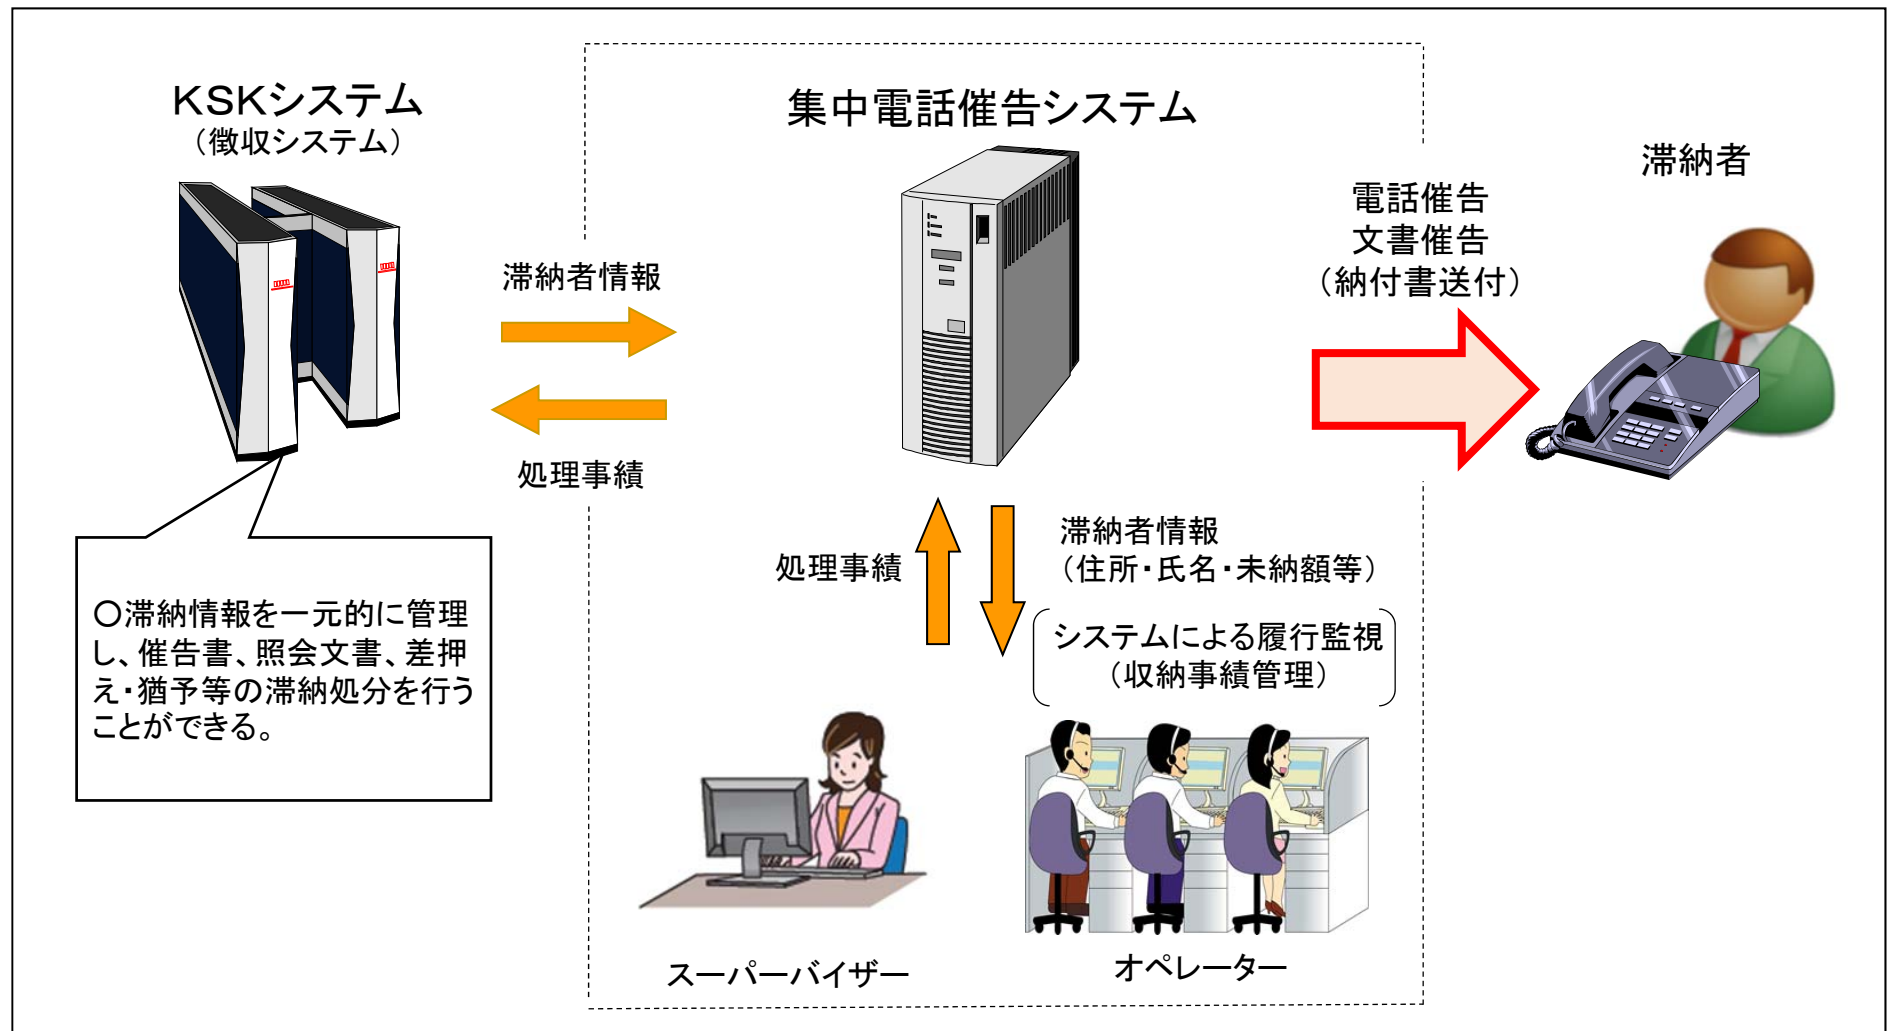 KSKシステム
（徴収システム）
集中電話催告システム
滞納者
電話催告
文書催告
（納付書送付）
滞納者情報
処理事績
処理事績
滞納者情報
（住所・氏名・未納額等）
システムによる履行監視
（収納事績管理）
○滞納情報を一元的に管理
し、催告書、照会文書、差押
え・猶予等の滞納処分を行う
ことができる。
スーパーバイザー
オペレーター